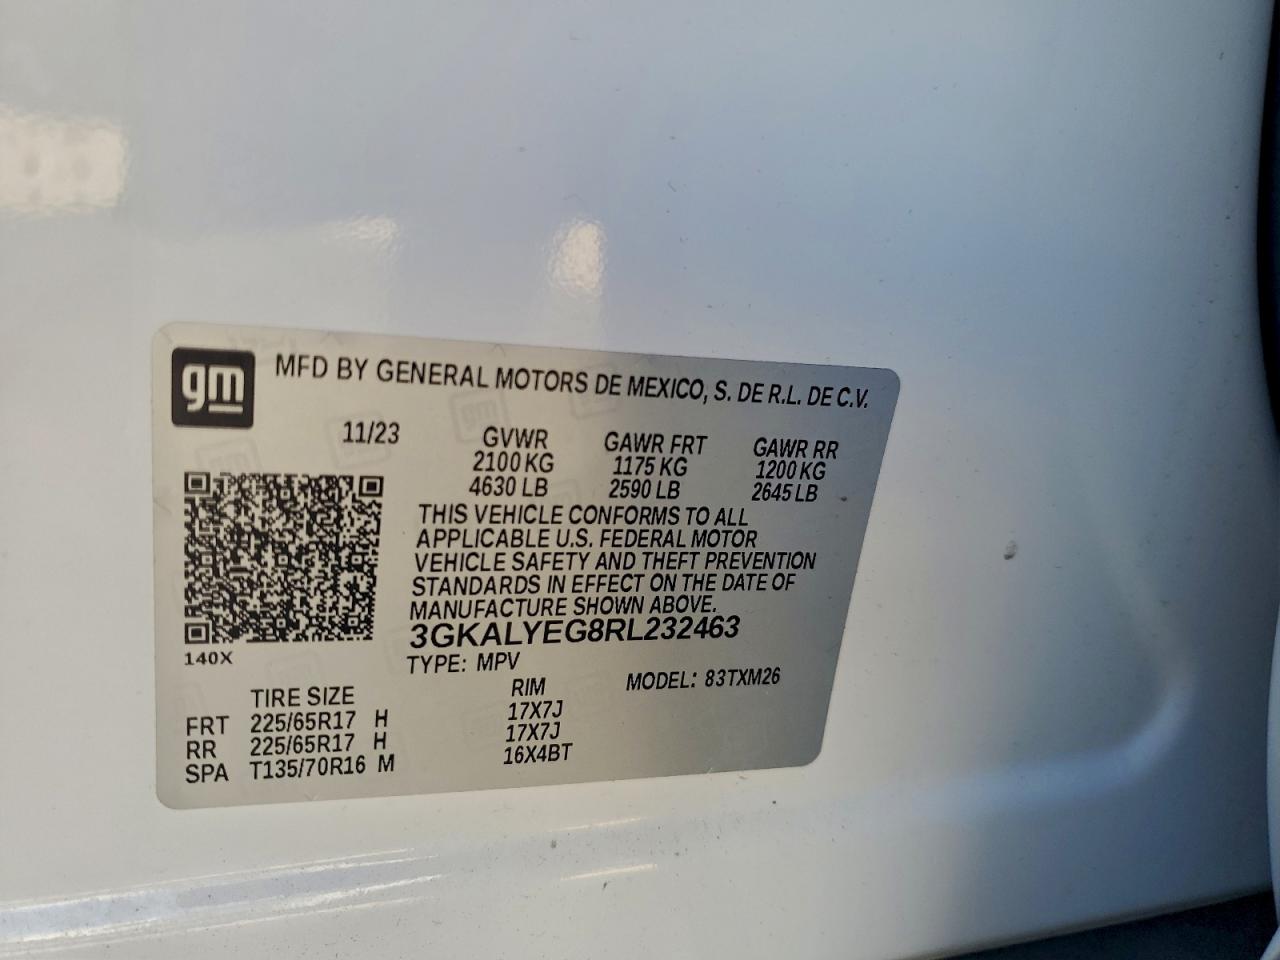 gm MFD BY GENERAL MOTORS DE MEXICO, S. DE R.L. DE C.V.
11/23 GVWR GAWR FRT GAWR RR
2100 KG 1175 KG 1200 KG
4630 LB 2590 LB 2645 LB
THIS VEHICLE CONFORMS TO ALL
APPLICABLE U.S. FEDERAL MOTOR
VEHICLE SAFETY AND THEFT PREVENTION
STANDARDS IN EFFECT ON THE DATE OF
MANUFACTURE SHOWN ABOVE.
3GKALYEG8RL232463
140X
TYPE: MPV MODEL: 83TXM26
TIRE SIZE RIM
FRT 225/65R17 H 17X7J
RR 225/65R17 H 17X7J
SPA T135/70R16 M 16X4BT